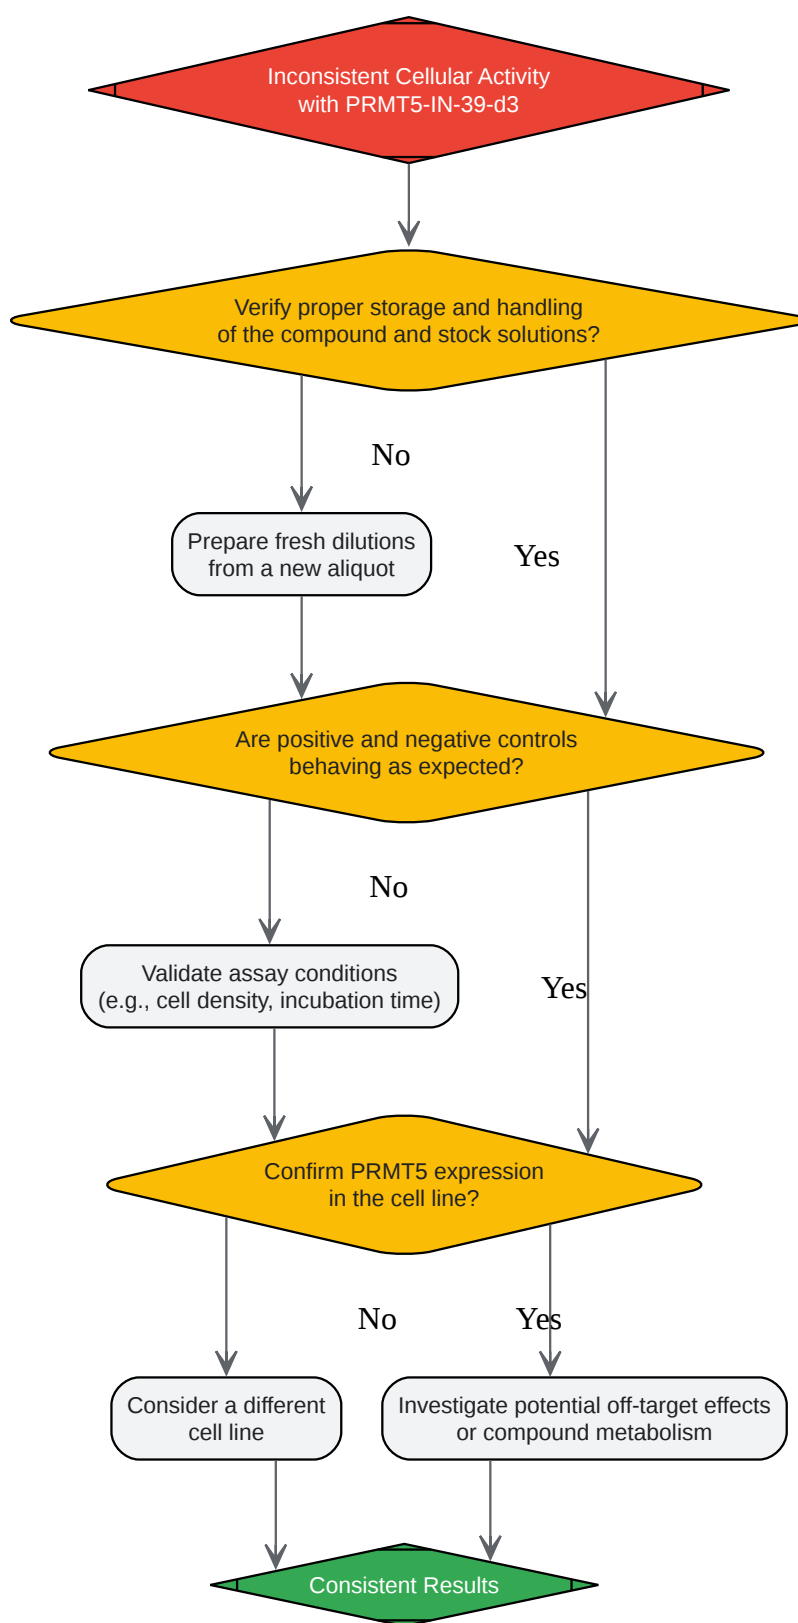 Inconsistent Cellular Activity
with PRMT5-IN-39-d3
Verify proper storage and handling
of the compound and stock solutions?
No
Prepare fresh dilutions
from a new aliquot
Yes
Are positive and negative controls
behaving as expected?
No
Validate assay conditions
(e.g., cell density, incubation time)
Yes
Confirm PRMT5 expression
in the cell line?
No
Yes
Consider a different
cell line
Investigate potential off-target effects
or compound metabolism
Consistent Results